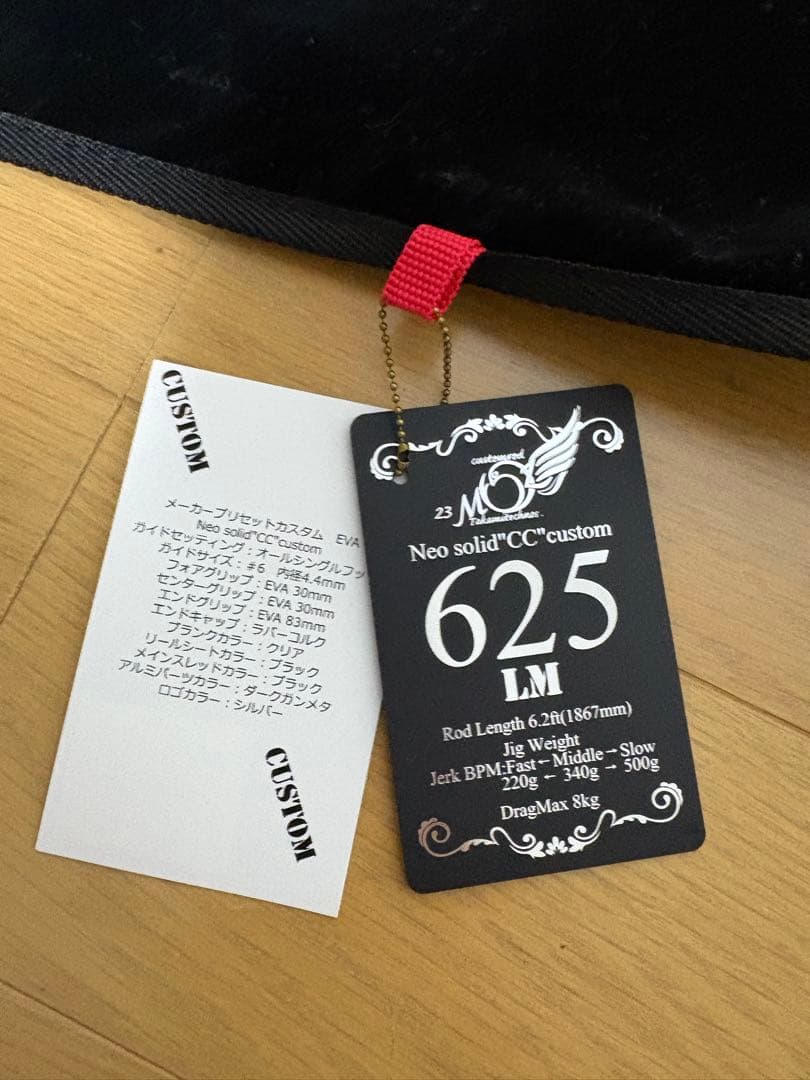 CUSTOM
メーカープリセットカスタム EVA
Neo solid"CC"custom
ガイドセッティング：オールシングルフッ
ガイドサイズ：#6 内径4.4mm
フォアグリップ：EVA 30mm
センターグリップ：EVA 30mm
エンドグリップ：EVA 83mm
エンドキャップ：ラバーコルク
ブランクカラー：クリア
リールシートカラー：ブラック
メインスレッドカラー：ブラック
アルミパーツカラー：ダークガンメタ
ロゴカラー：シルバー
CUSTOM
customrod
23
Takamitechnos.
Neo solid"CC"custom
625
LM
Rod Length 6.2ft(1867mm)
Jig Weight
Jerk BPM:Fast←Middle→Slow
220g ← 340g → 500g
DragMax 8kg